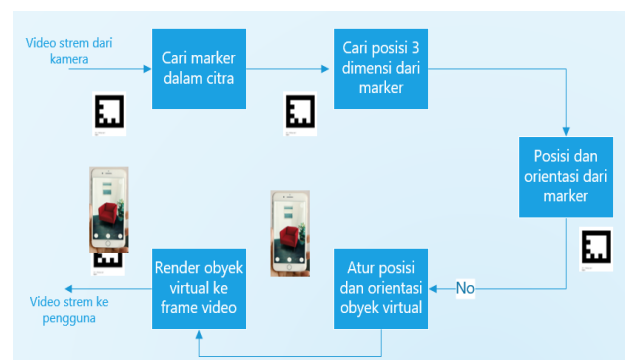 Video strem dari
kamera
Cari marker
dalam citra
Cari posisi 3
dimensi dari
marker
Posisi dan
orientasi dari
marker
No
Atur posisi
dan orientasi
obyek virtual
Render obyek
virtual ke
frame video
Video strem ke
pengguna